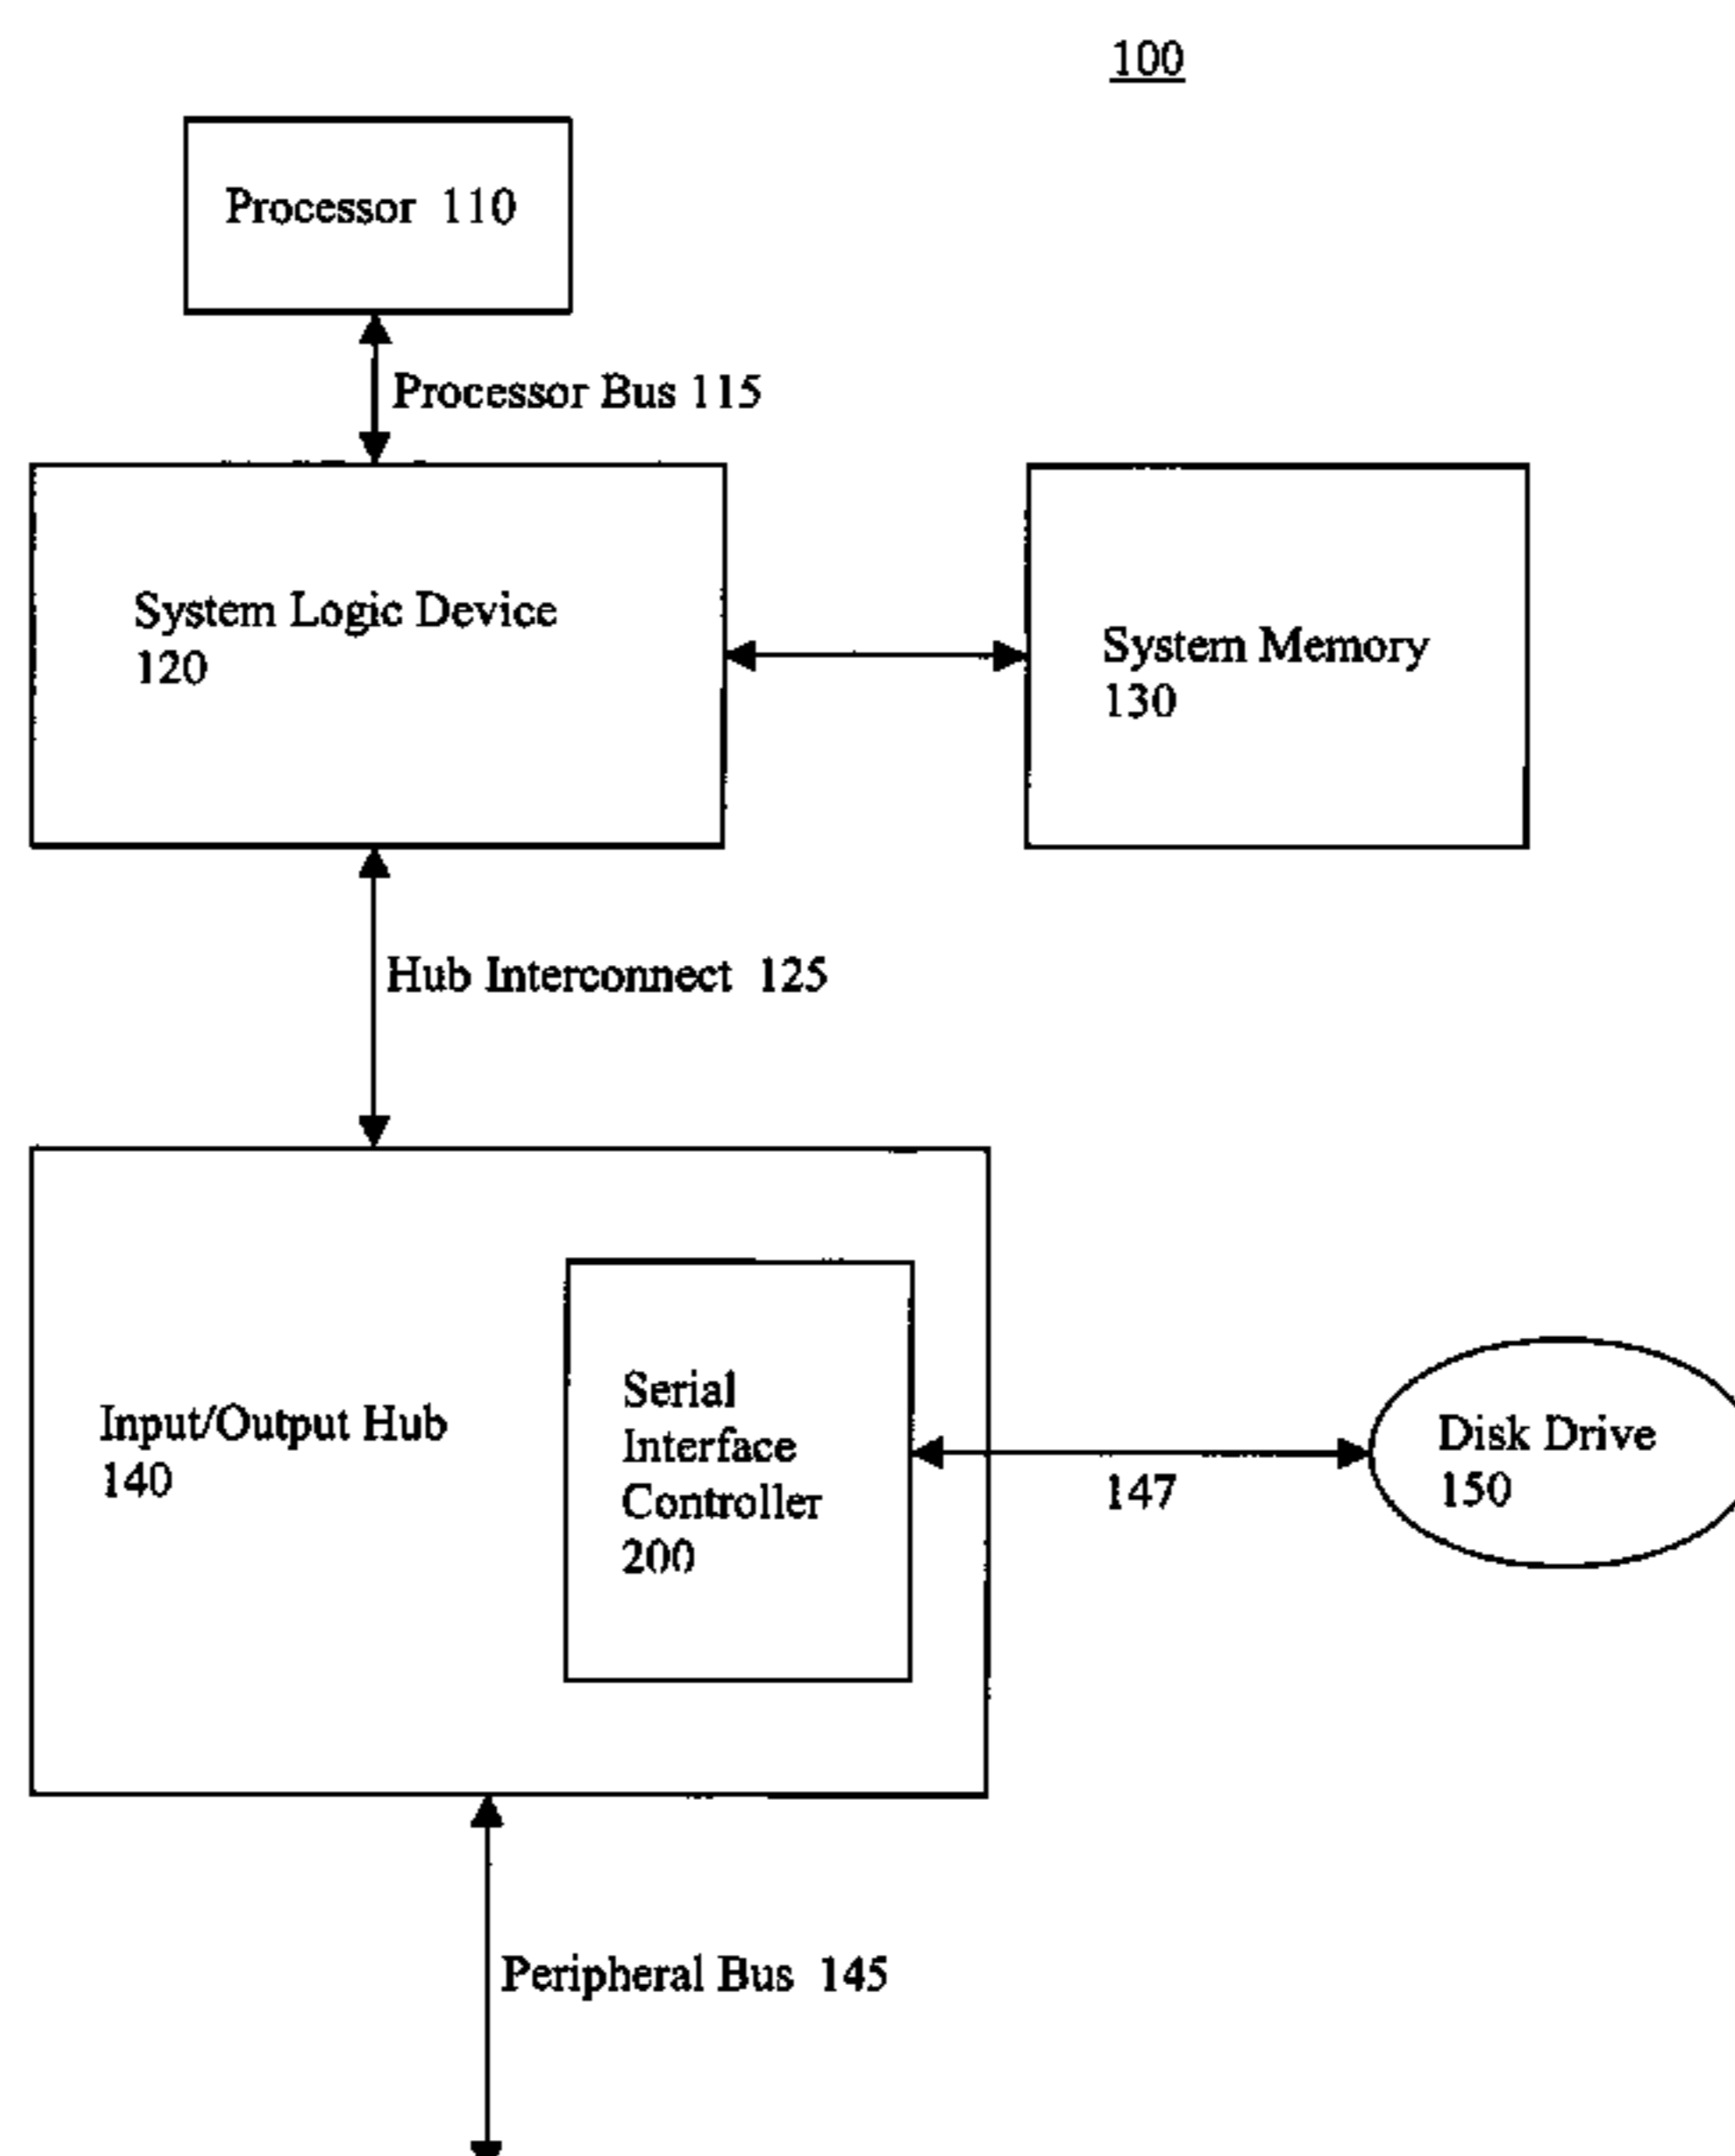 100
Processor 110
Processor Bus 115
System Logic Device
120
System Memory
130
Hub Interconnect 125
Input/Output Hub
140
Serial
Interface
Controller
200
147
Disk Drive
150
Peripheral Bus 145